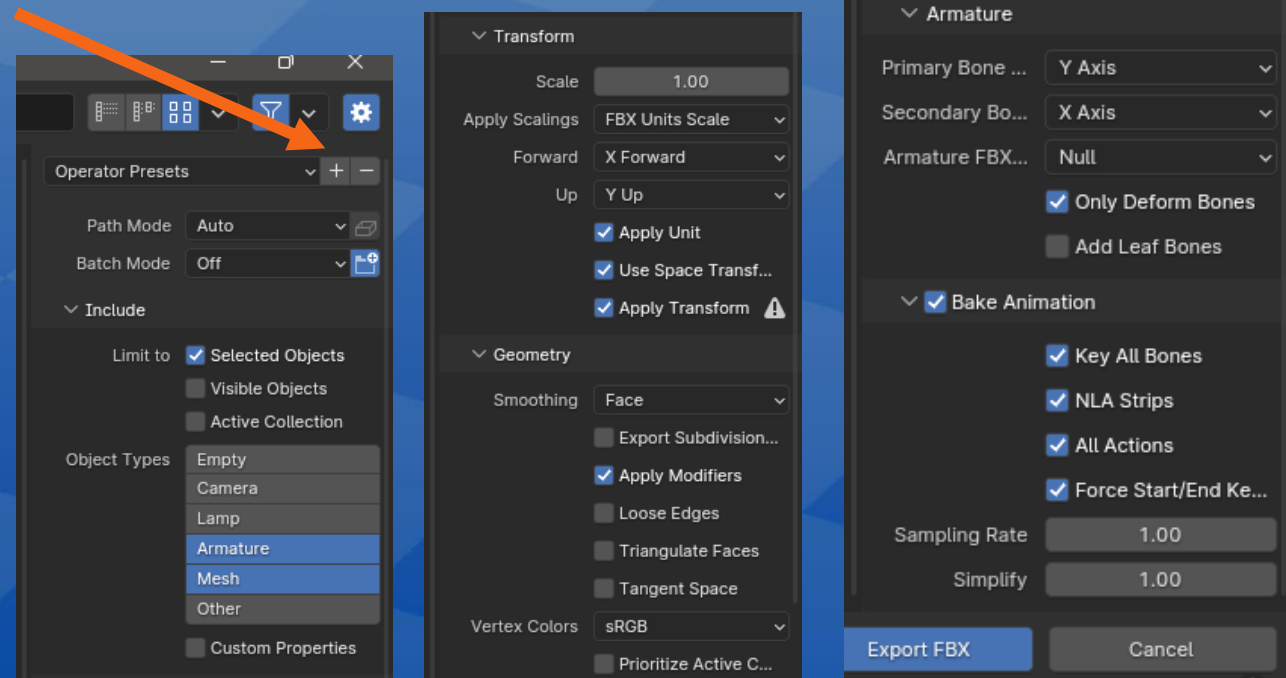 Operator Presets
Path Mode Auto
Batch Mode Off
Include
Limit to Selected Objects
Visible Objects
Active Collection
Object Types Empty
Camera
Lamp
Armature
Mesh
Other
Custom Properties
Transform
Scale 1.00
Apply Scalings FBX Units Scale
Forward X Forward
Up Y Up
Apply Unit
Use Space Transf...
Apply Transform
Geometry
Smoothing Face
Export Subdivision...
Apply Modifiers
Loose Edges
Triangulate Faces
Tangent Space
Vertex Colors sRGB
Prioritize Active C...
Armature
Primary Bone ... Y Axis
Secondary Bo... X Axis
Armature FBX... Null
Only Deform Bones
Add Leaf Bones
Bake Animation
Key All Bones
NLA Strips
All Actions
Force Start/End Ke...
Sampling Rate 1.00
Simplify 1.00
Export FBX Cancel